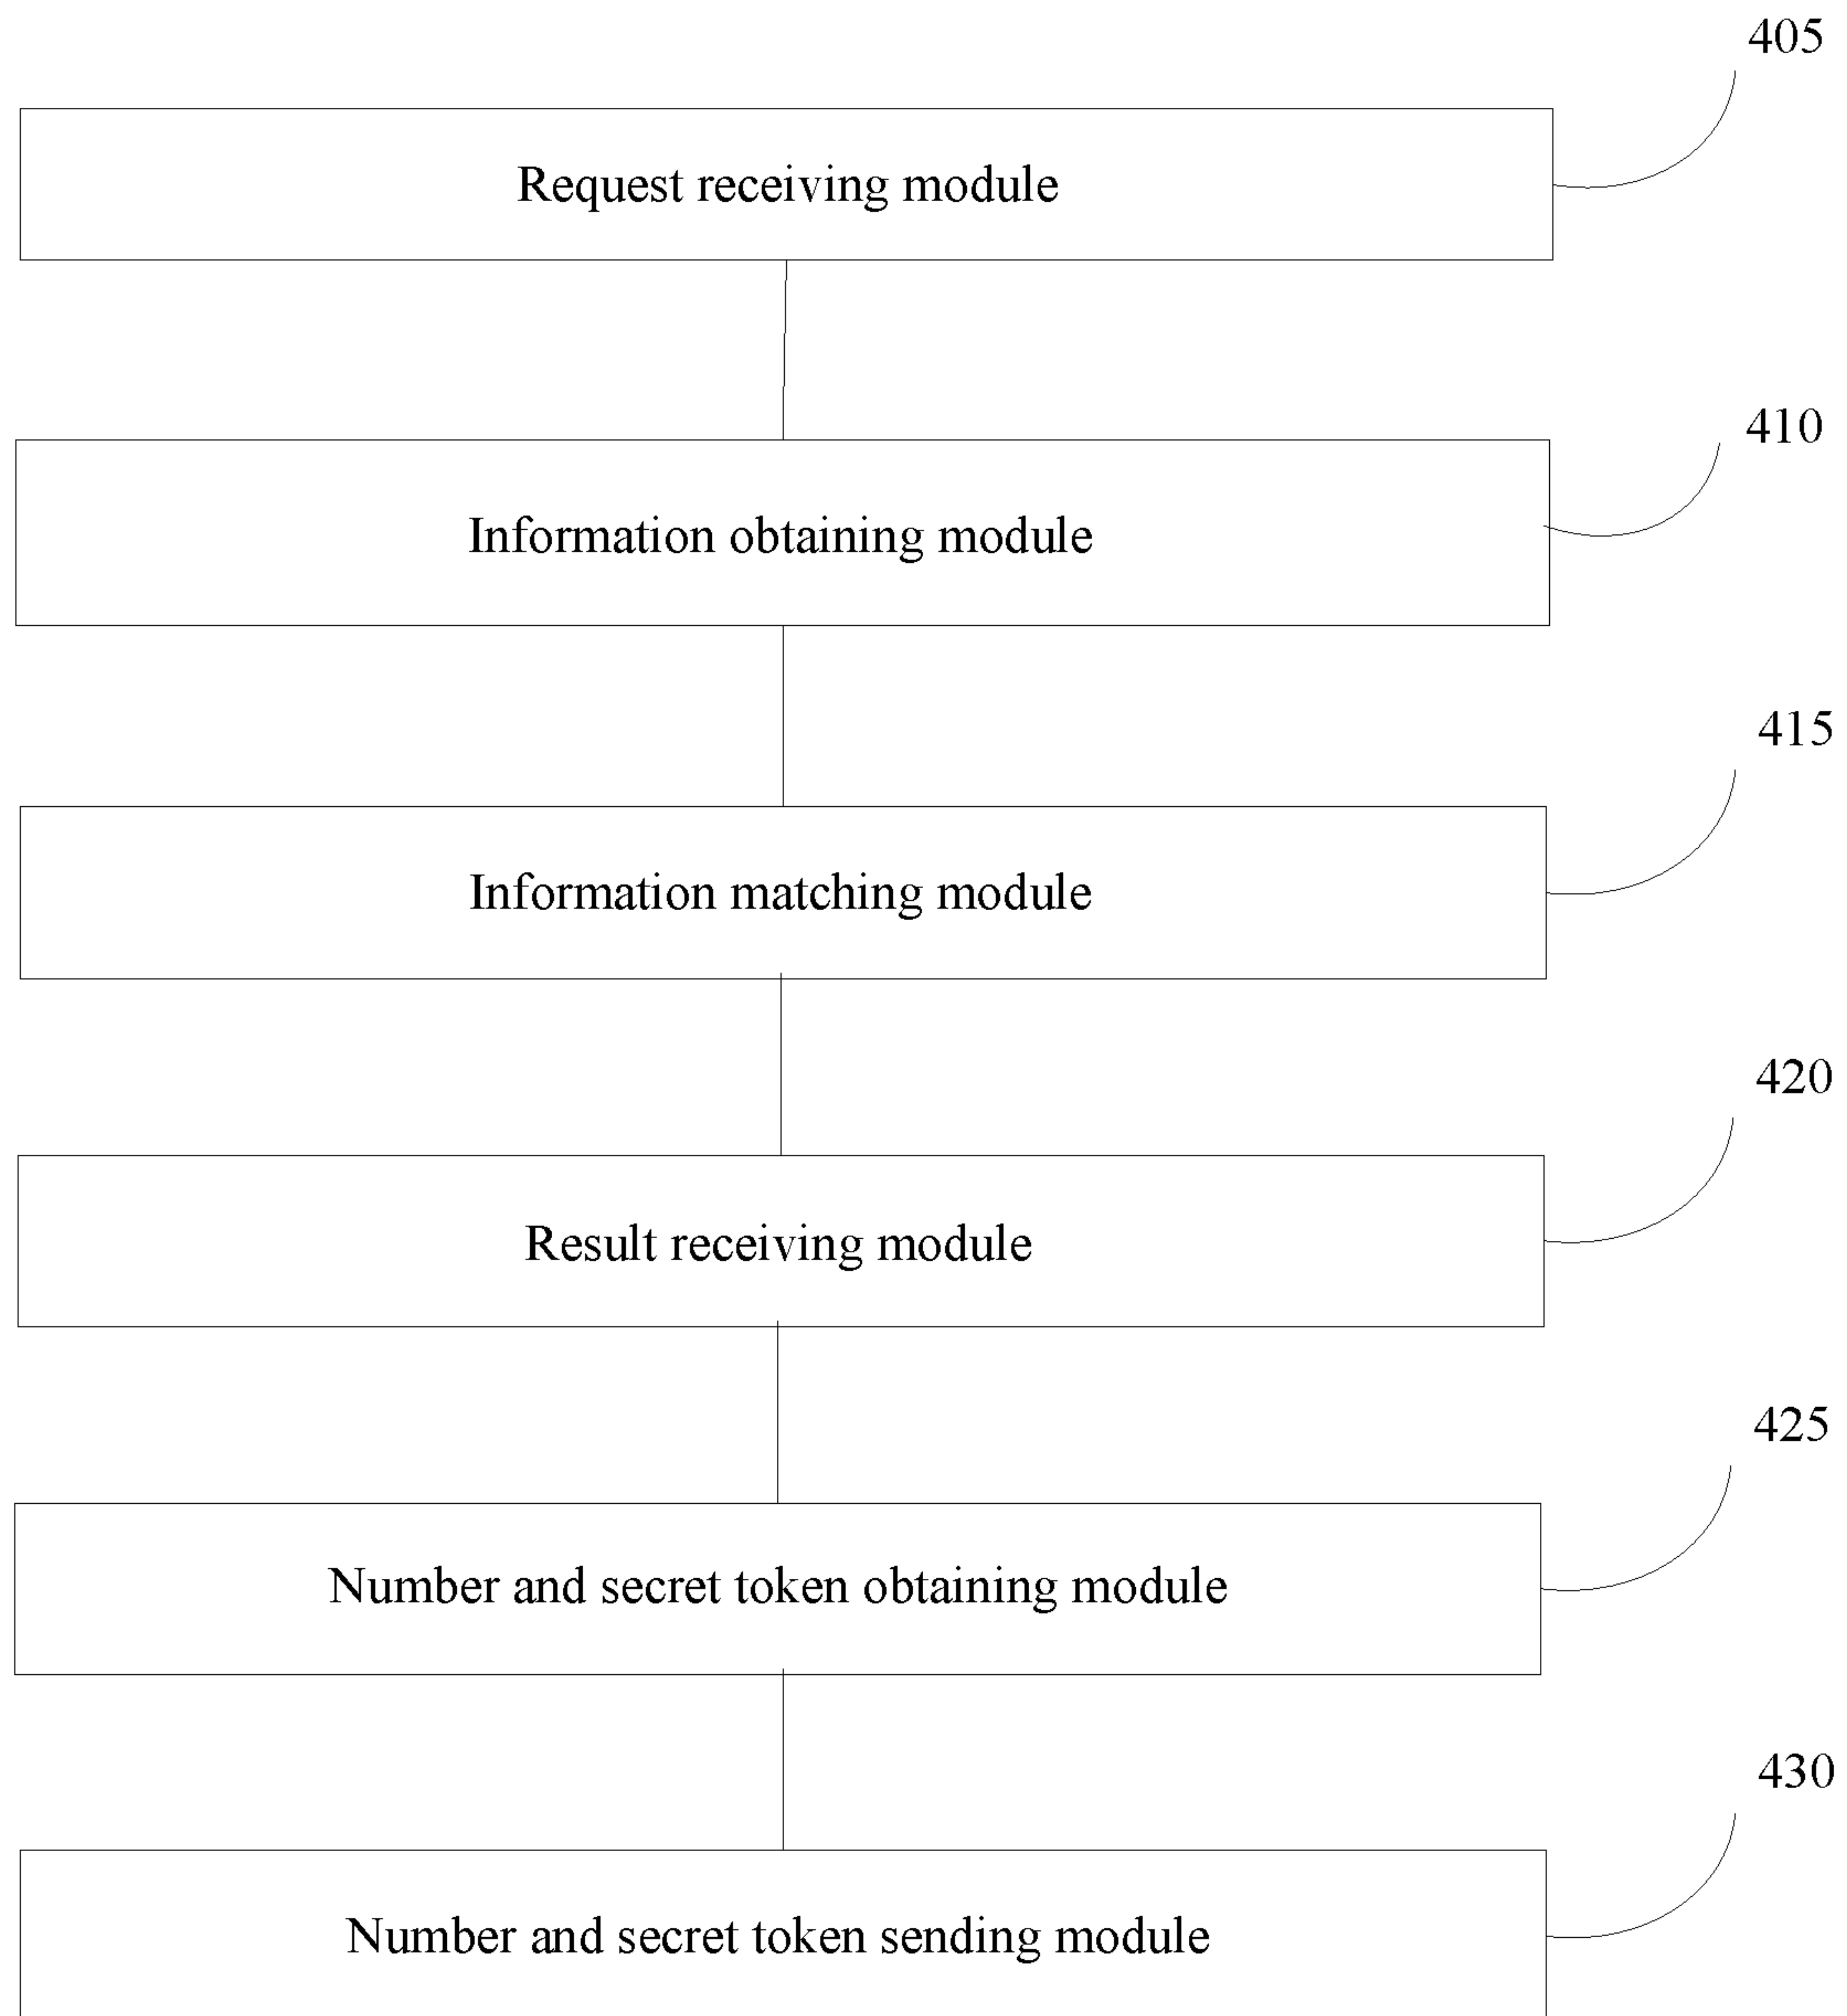 405
Request receiving module
410
Information obtaining module
415
Information matching module
420
Result receiving module
425
Number and secret token obtaining module
430
Number and secret token sending module